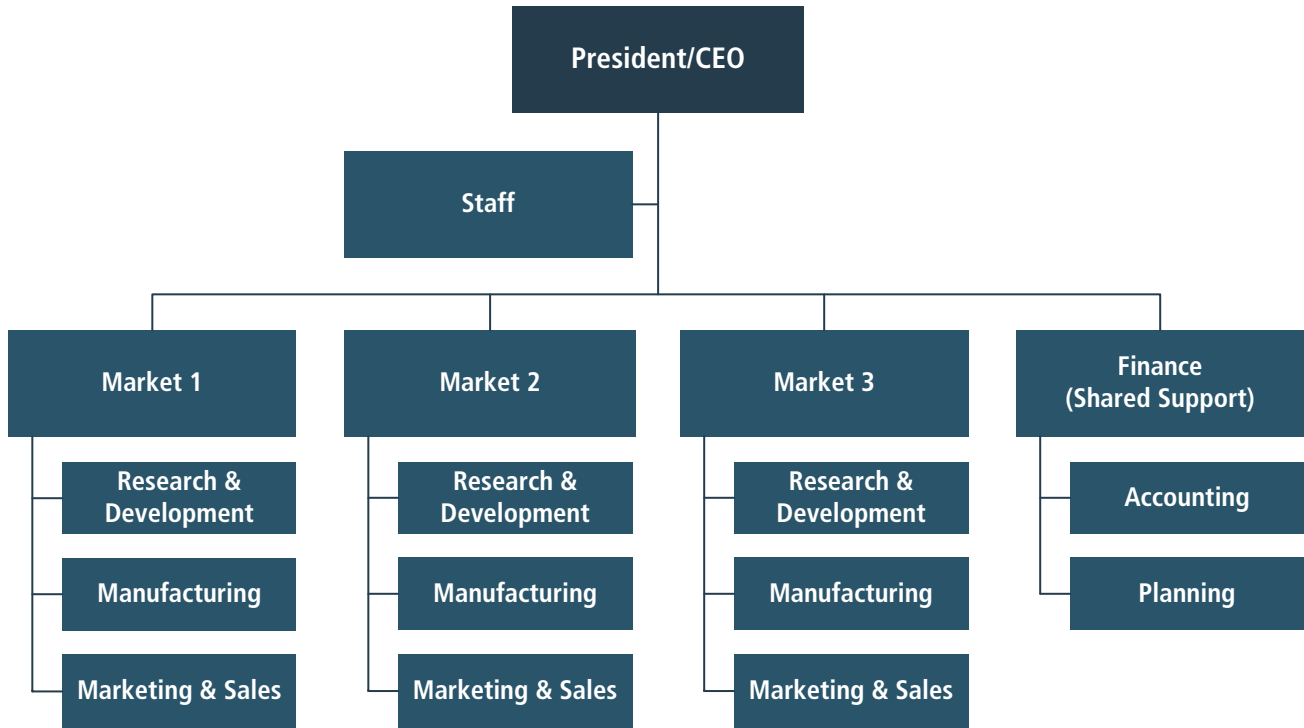 President/CEO
Staff
Market 1
Market 2
Market 3
Finance
(Shared Support)
Research &
Development
Manufacturing
Marketing & Sales
Research &
Development
Manufacturing
Marketing & Sales
Research &
Development
Manufacturing
Marketing & Sales
Accounting
Planning